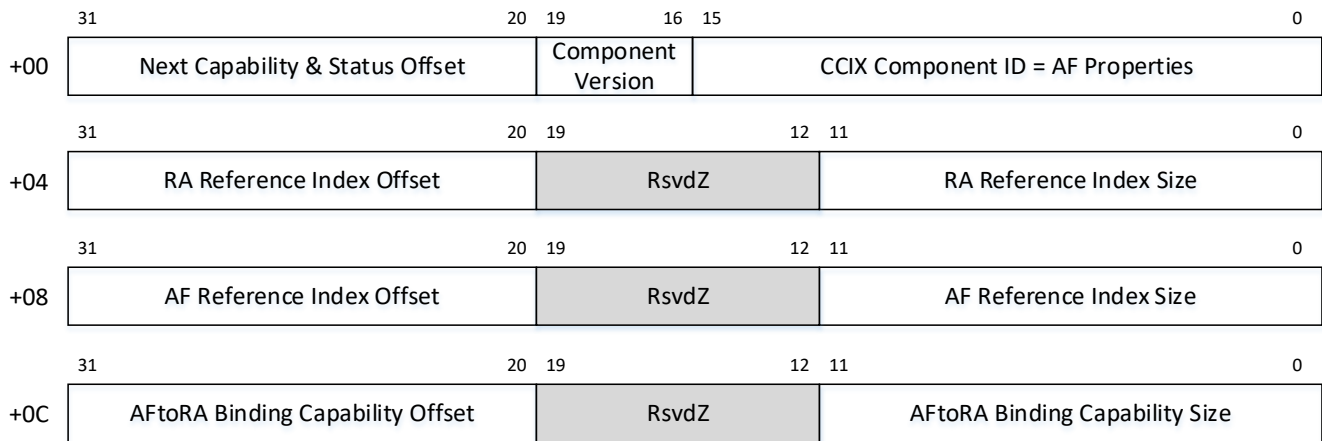 31 20 19 16 15 0
+00 Next Capability & Status Offset Component Version CCIX Component ID = AF Properties
31 20 19 12 11 0
+04 RA Reference Index Offset RsvdZ RA Reference Index Size
31 20 19 12 11 0
+08 AF Reference Index Offset RsvdZ AF Reference Index Size
31 20 19 12 11 0
+0C AFtoRA Binding Capability Offset RsvdZ AFtoRA Binding Capability Size